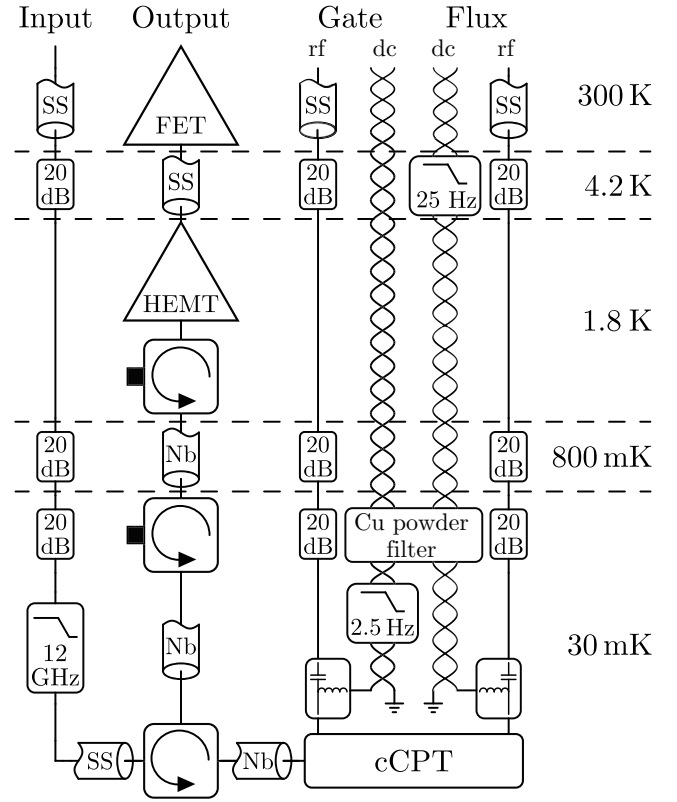 Input Output Gate Flux
rf dc dc rf
SS SS SS 300 K
FET
20 20 20
dB SS dB 25 Hz dB 4.2 K
HEMT 1.8 K
20 20 20
dB Nb dB dB 800 mK
20 20 Cu powder 20
dB dB filter dB
2.5 Hz
12 Nb 30 mK
GHz
SS Nb cCPT